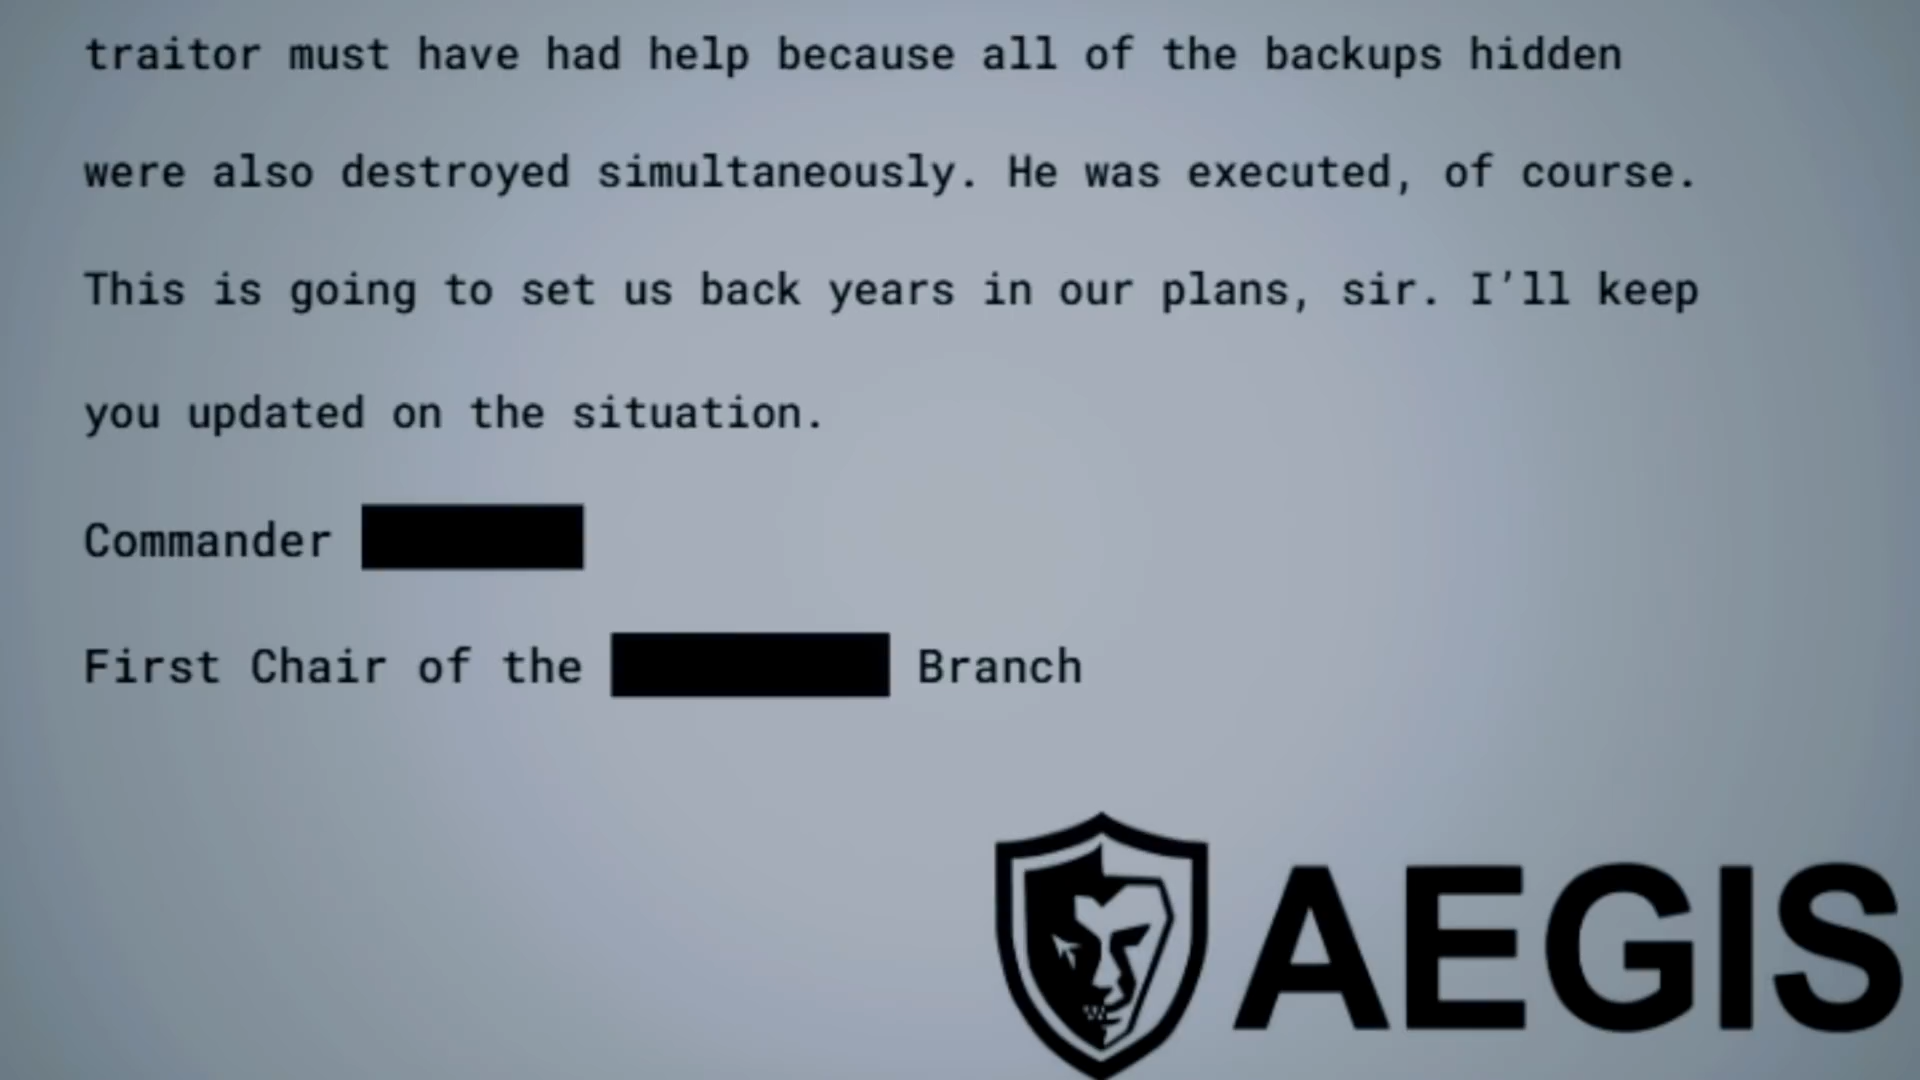 traitor must have had help because all of the backups hidden
were also destroyed simultaneously. He was executed, of course.
This is going to set us back years in our plans, sir. I’ll keep
you updated on the situation.
Commander
First Chair of the Branch
AEGIS